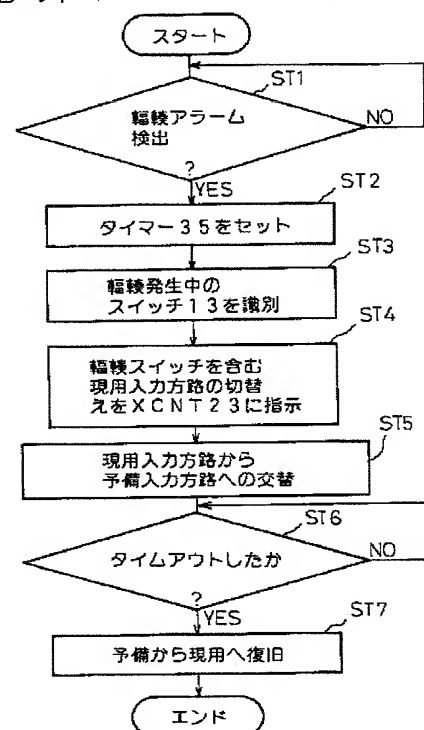 スタート
ST1
輻輳アラーム
検出
?
NO
YES
ST2
タイマー35をセット
ST3
輻輳発生中の
スイッチ13を識別
ST4
輻輳スイッチを含む
現用入力方路の切替
えをXCNT23に指示
ST5
現用入力方路から
予備入力方路への交替
ST6
タイムアウトしたか
?
NO
YES
ST7
予備から現用へ復旧
エンド